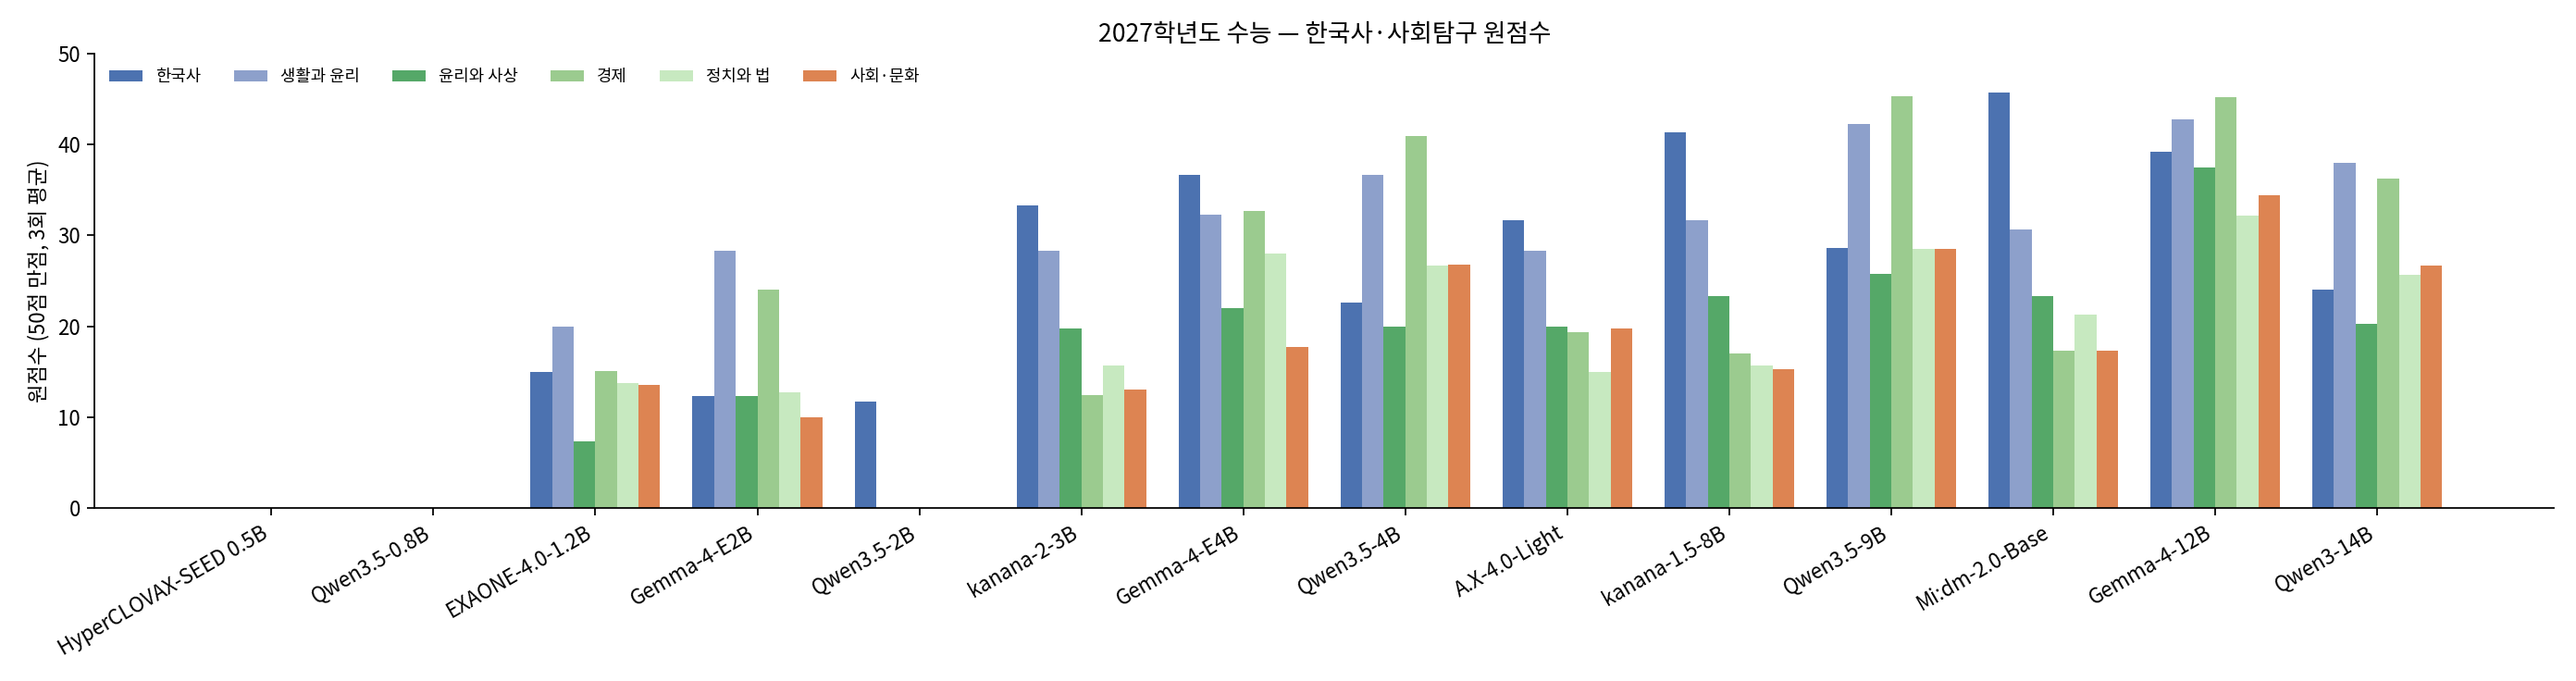 2027학년도 수능 — 한국사·사회탐구 원점수
한국사 생활과 윤리 윤리와 사상 경제 정치와 법 사회·문화
원점수 (50점 만점, 3회 평균)
50
40
30
20
10
0
HyperCLOVAX-SEED 0.5B
Qwen3.5-0.8B
EXAONE-4.0-1.2B
Gemma-4-E2B
Qwen3.5-2B
kanana-2-3B
Gemma-4-E4B
Qwen3.5-4B
A.X-4.0-Light
kanana-1.5-8B
Qwen3.5-9B
Mi:dm-2.0-Base
Gemma-4-12B
Qwen3-14B